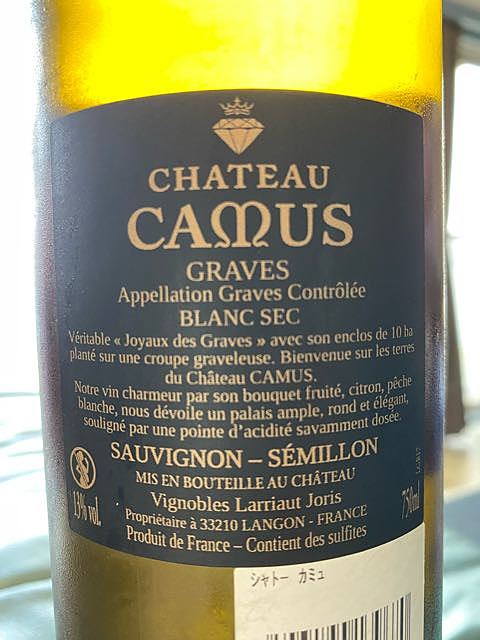 CHATEAU
CAMUS
GRAVES
Appellation Graves Contrôlée
BLANC SEC
Véritable « Joyaux des Graves » avec son enclos de 10 ha
planté sur une croupe graveleuse. Bienvenue sur les terres
du Château CAMUS.
Notre vin charmeur par son bouquet fruité, citron, pêche
blanche, nous dévoile un palais ample, rond et élégant,
souligné par une pointe d'acidité savamment dosée.
SAUVIGNON – SÉMILLON
MIS EN BOUTEILLE AU CHÂTEAU
Vignobles Larriaut Joris
Propriétaire à 33210 LANGON - FRANCE
Produit de France – Contient des sulfites
13% vol.
750ml
シャトー カミュ